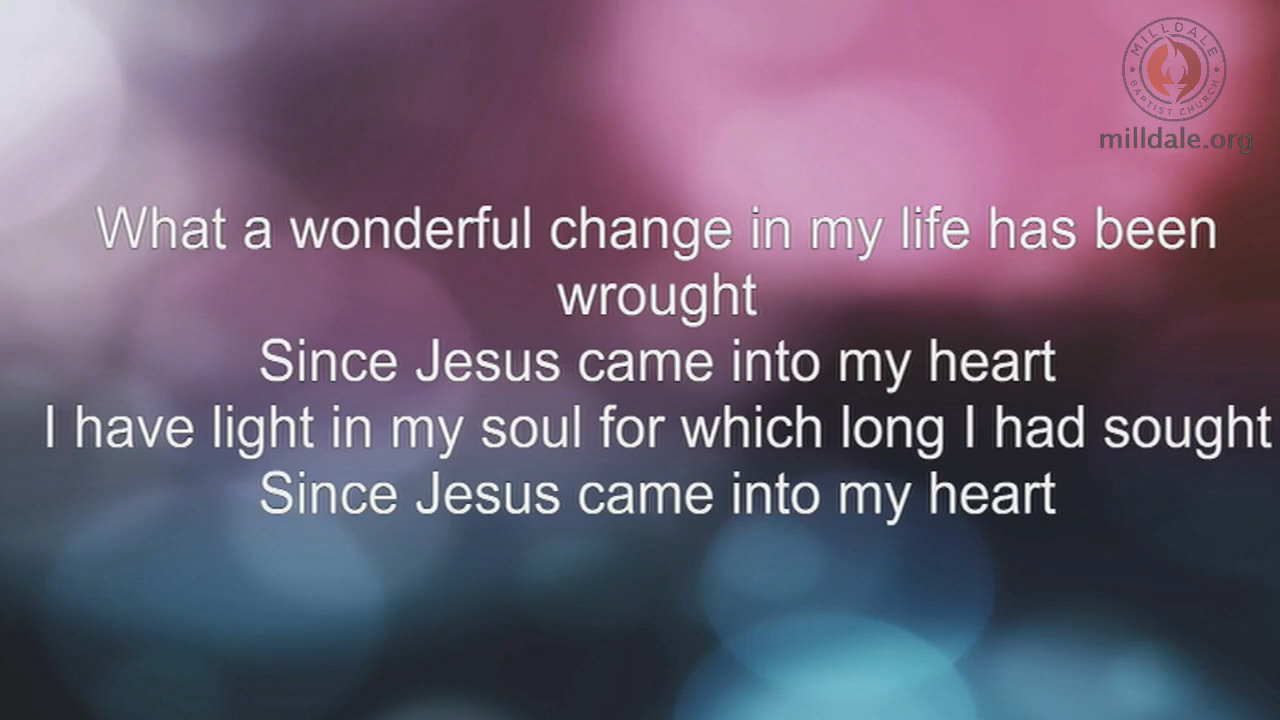 MILLDALE
BAPTIST CHURCH
milldale.org
What a wonderful change in my life has been
wrought
Since Jesus came into my heart
I have light in my soul for which long I had sought
Since Jesus came into my heart